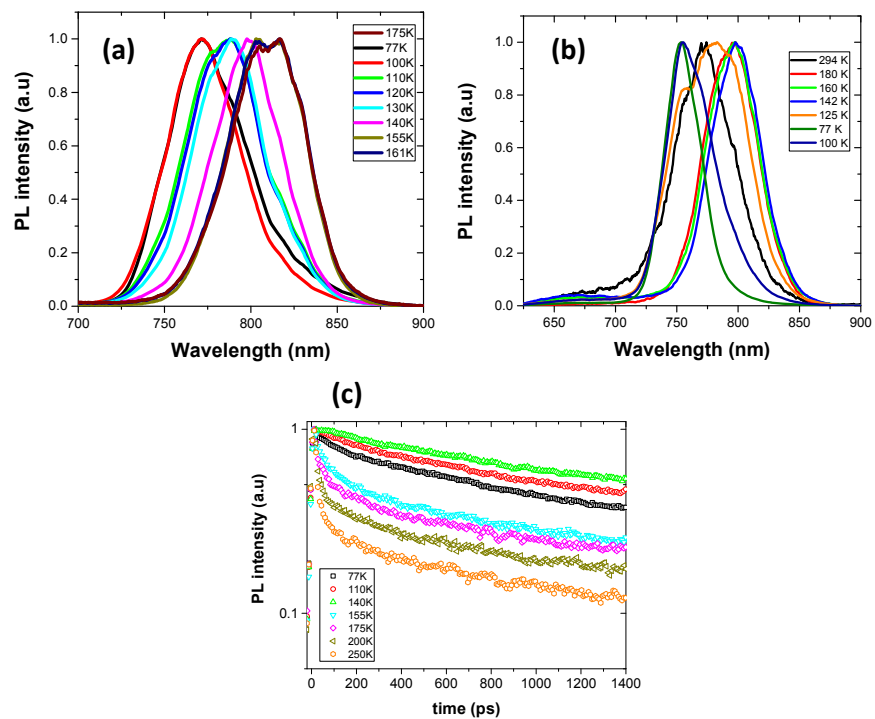 (a)
PL intensity (a.u)
1.0
0.8
0.6
0.4
0.2
0.0
700
750
800
850
900
Wavelength (nm)
175K
77K
100K
110K
120K
130K
140K
155K
161K
(b)
PL intensity (a.u)
1.0
0.8
0.6
0.4
0.2
0.0
650
700
750
800
850
900
Wavelength (nm)
294 K
180 K
160 K
142 K
125 K
77 K
100 K
(c)
PL intensity (a.u)
1
0.1
0
200
400
600
800
1000
1200
1400
time (ps)
77K
110K
140K
155K
175K
200K
250K